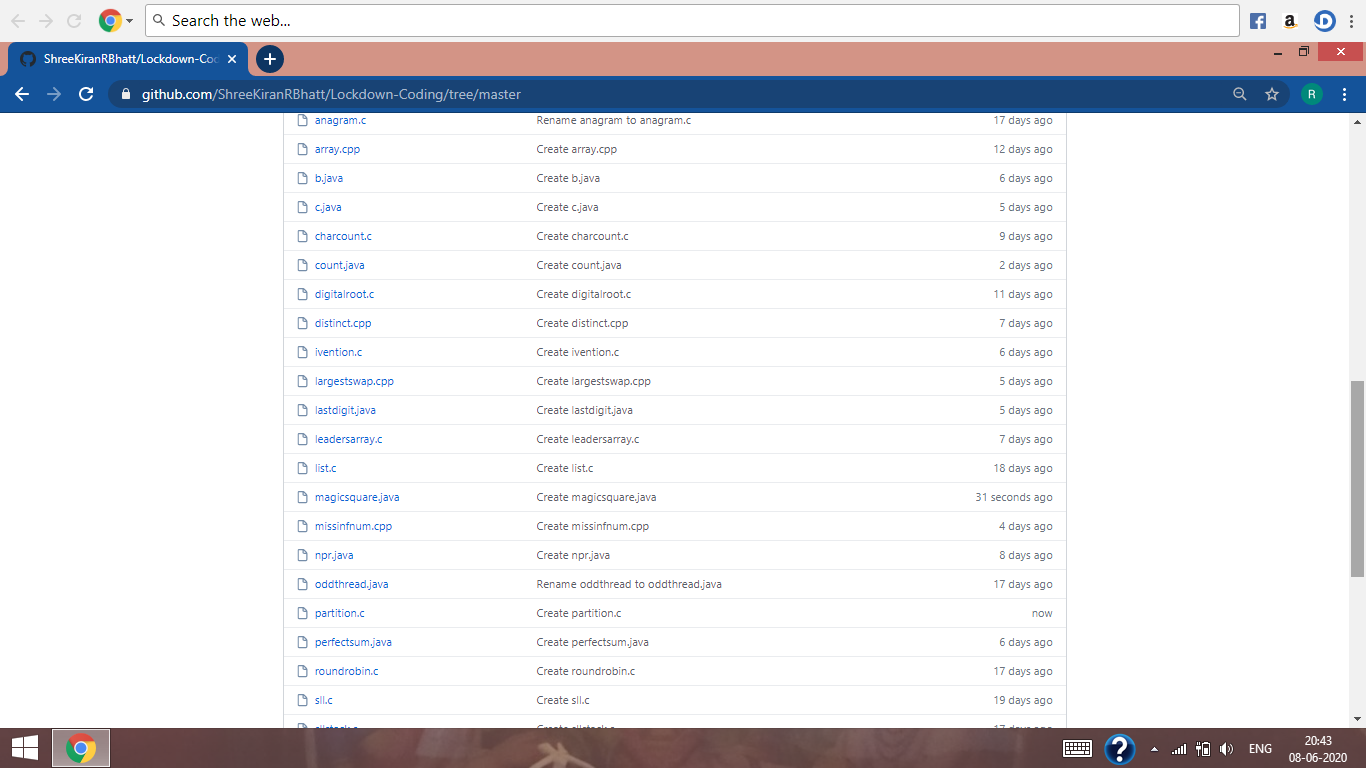 Search the web...
ShreeKiranRBhatt/Lockdown-Coc
github.com/ShreeKiranRBhatt/Lockdown-Coding/tree/master
R
anagram.c Rename anagram to anagram.c 17 days ago
array.cpp Create array.cpp 12 days ago
b.java Create b.java 6 days ago
c.java Create c.java 5 days ago
charcount.c Create charcount.c 9 days ago
count.java Create count.java 2 days ago
digitalroot.c Create digitalroot.c 11 days ago
distinct.cpp Create distinct.cpp 7 days ago
ivention.c Create ivention.c 6 days ago
largestswap.cpp Create largestswap.cpp 5 days ago
lastdigit.java Create lastdigit.java 5 days ago
leadersarray.c Create leadersarray.c 7 days ago
list.c Create list.c 18 days ago
magicsquare.java Create magicsquare.java 31 seconds ago
missinfnum.cpp Create missinfnum.cpp 4 days ago
npr.java Create npr.java 8 days ago
oddthread.java Rename oddthread to oddthread.java 17 days ago
partition.c Create partition.c now
perfectsum.java Create perfectsum.java 6 days ago
roundrobin.c Create roundrobin.c 17 days ago
sll.c Create sll.c 19 days ago
ENG 20:43
08-06-2020